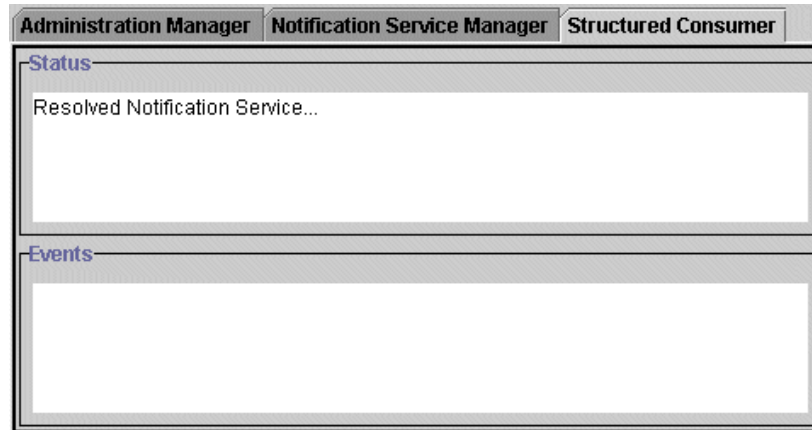 Administration Manager Notification Service Manager Structured Consumer
Status
Resolved Notification Service...
Events